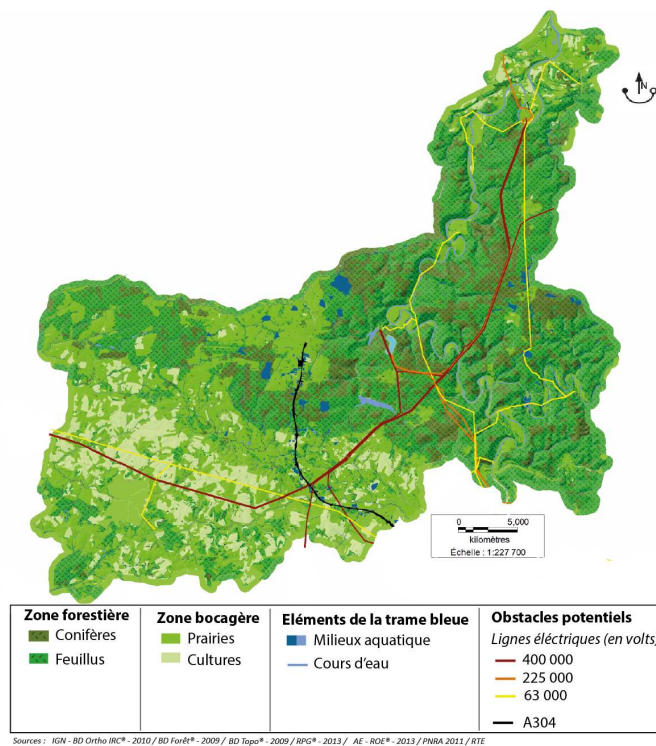 N
0 5,000
kilomètres
Échelle : 1:227 700
Zone forestière
Conifères
Feuillus
Zone bocagère
Prairies
Cultures
Eléments de la trame bleue
Milieux aquatique
Cours d'eau
Obstacles potentiels
Lignes éléctriques (en volts)
400 000
225 000
63 000
A304
Sources : IGN - BD Ortho IRC® - 2010 / BD Forêt® - 2009 / BD Topo® - 2009 / RPG® - 2013 / AE - ROE® - 2013 / PNRA 2011 / RTE